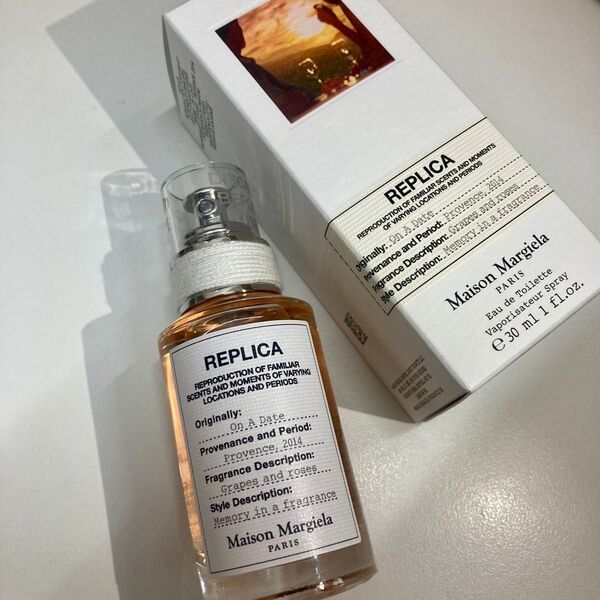 REPLICA
REPRODUCTION OF FAMILIAR SCENTS AND MOMENTS
OF VARYING LOCATIONS AND PERIODS
Originally: On A Date
Provenance and Period: Provence, 2014
Fragrance Description: Grapes and roses
Style Description: Memory in a fragrance
Maison Margiela
PARIS
Eau de Toilette
Vaporisateur Spray
℮ 30 ml 1 fl.oz.
REPLICA
REPRODUCTION OF FAMILIAR
SCENTS AND MOMENTS OF VARYING
LOCATIONS AND PERIODS
Originally:
On A Date
Provenance and Period:
Provence, 2014
Fragrance Description:
Grapes and roses
Style Description:
Memory in a fragrance
Maison Margiela
PARIS